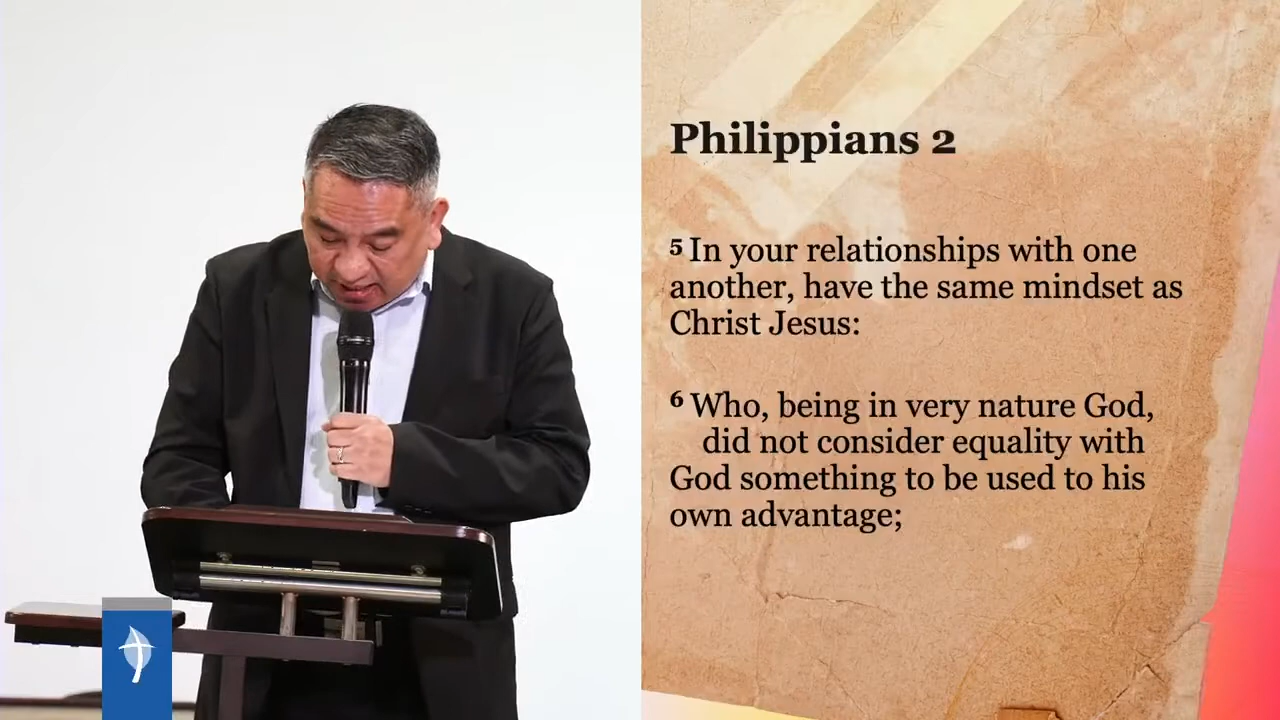 Philippians 2
5 In your relationships with one
another, have the same mindset as
Christ Jesus:
6 Who, being in very nature God,
did not consider equality with
God something to be used to his
own advantage;